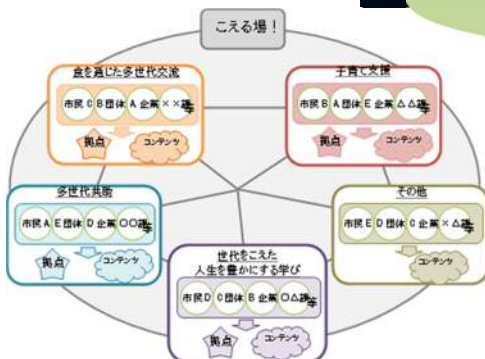 こえる場！
食を通じた多世代交流
市民C B団体 A企業 ××課等
拠点
コンテンツ
子育て支援
市民B A団体 E企業 △△課等
拠点
コンテンツ
多世代共助
市民A E団体 D企業 〇〇課等
拠点
コンテンツ
その他
市民E D団体 C企業 ×△課等
コンテンツ
世代をこえた
人生を豊かにする学び
市民D C団体 B企業 〇△課等
拠点
コンテンツ